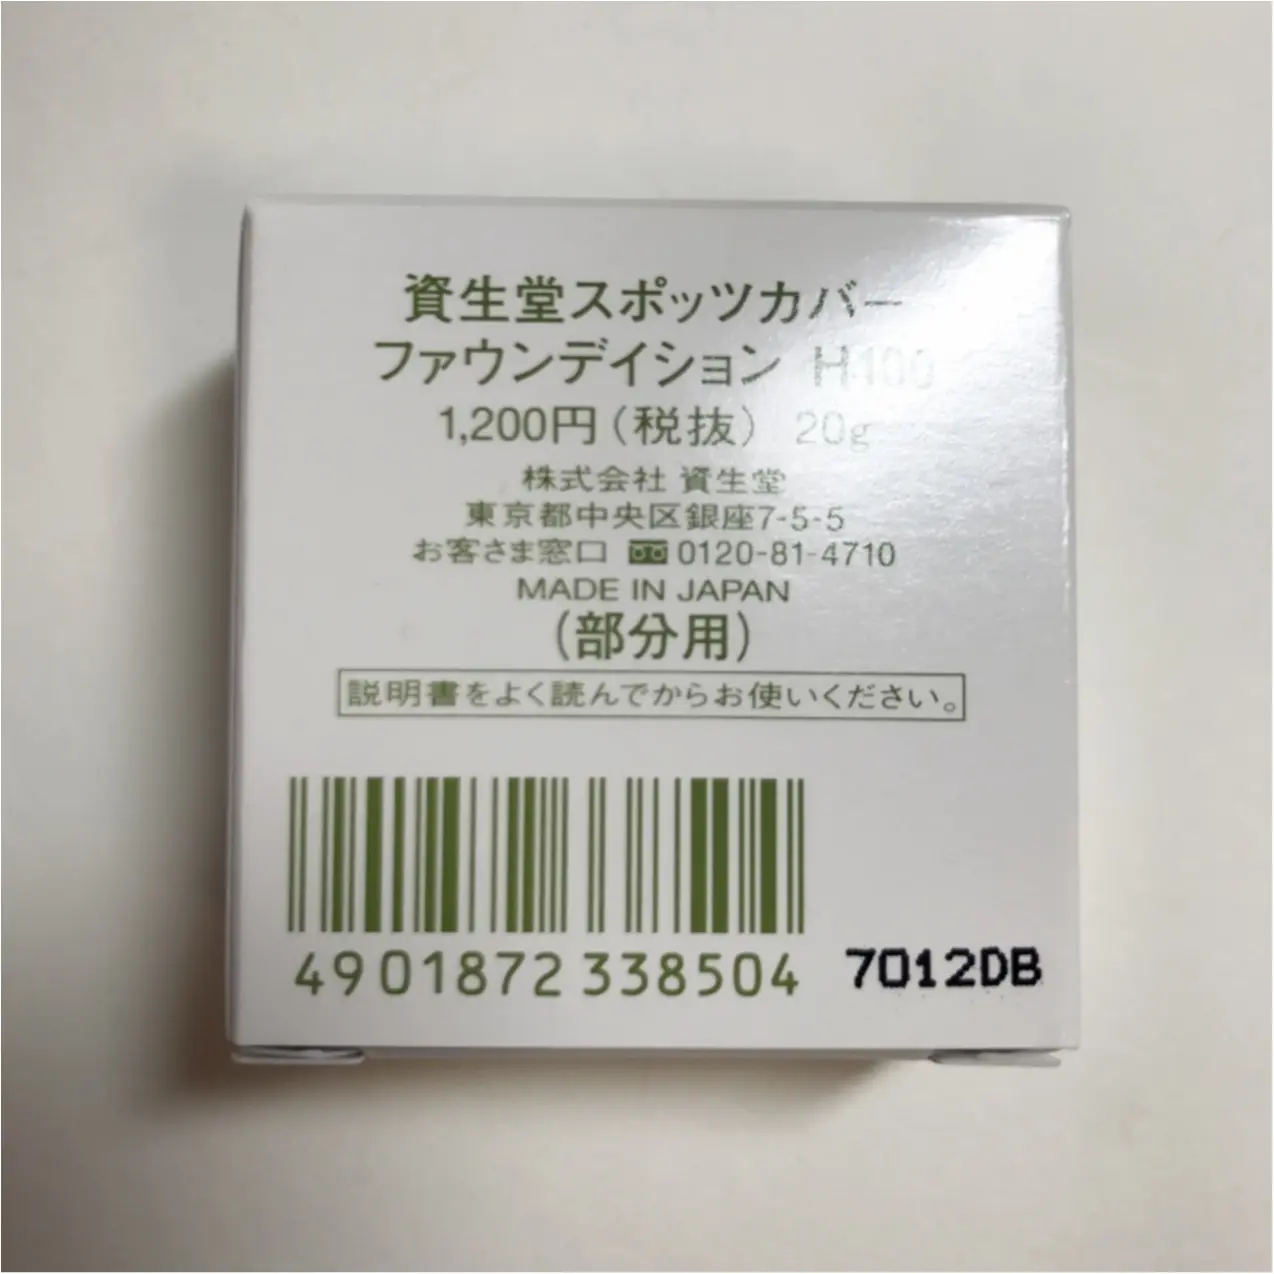 資生堂スポッツカバー
ファウンデイション H100
1,200円(税抜) 20g
株式会社 資生堂
東京都中央区銀座7-5-5
お客さま窓口 0120-81-4710
MADE IN JAPAN
(部分用)
説明書をよく読んでからお使いください。
4901872338504
7012DB